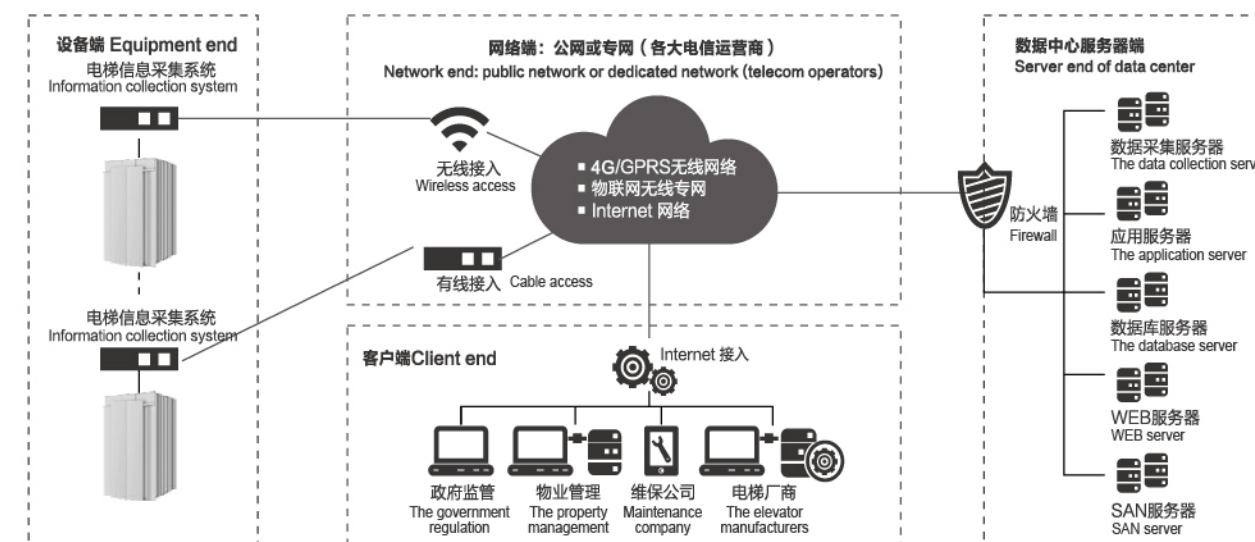 设备端 Equipment end
电梯信息采集系统
Information collection system
电梯信息采集系统
Information collection system
网络端：公网或专网（各大电信运营商）
Network end: public network or dedicated network (telecom operators)
无线接入
Wireless access
▪ 4G/GPRS无线网络
▪ 物联网无线专网
▪ Internet 网络
有线接入 Cable access
客户端Client end
Internet 接入
政府监管
The government
regulation
物业管理
The property
management
维保公司
Maintenance
company
电梯厂商
The elevator
manufacturers
数据中心服务器端
Server end of data center
防火墙
Firewall
数据采集服务器
The data collection serv
应用服务器
The application server
数据库服务器
The database server
WEB服务器
WEB server
SAN服务器
SAN server